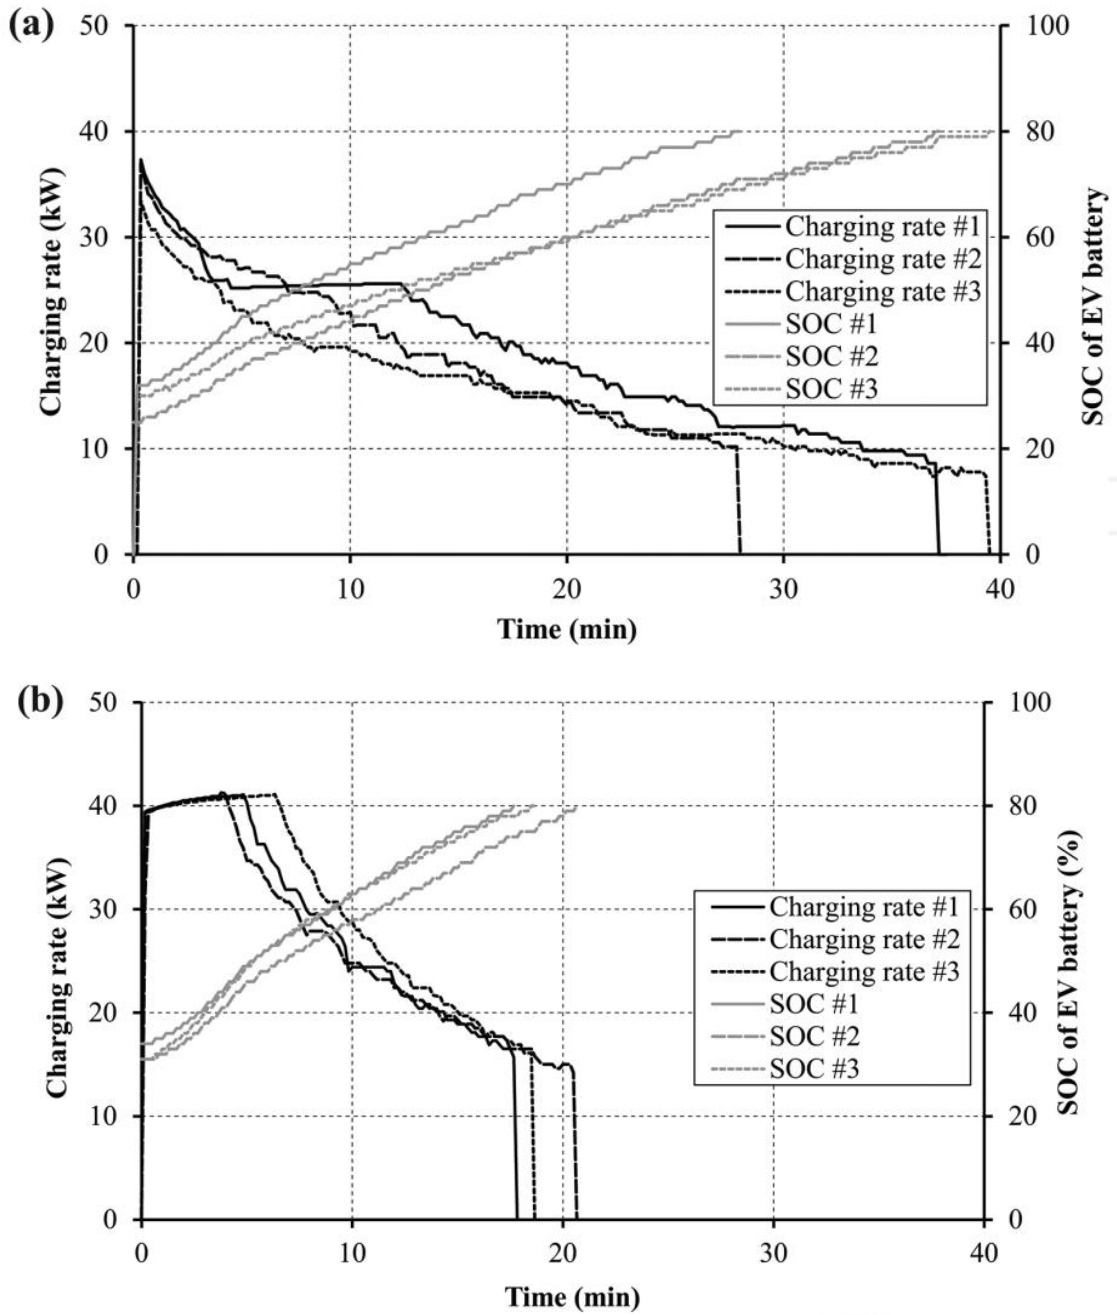 (a)
50
40
30
20
10
0
Charging rate (kW)
100
80
60
40
20
0
SOC of EV battery
Charging rate #1
Charging rate #2
Charging rate #3
SOC #1
SOC #2
SOC #3
0 10 20 30 40
Time (min)
(b)
50
40
30
20
10
0
Charging rate (kW)
100
80
60
40
20
0
SOC of EV battery (%)
Charging rate #1
Charging rate #2
Charging rate #3
SOC #1
SOC #2
SOC #3
0 10 20 30 40
Time (min)